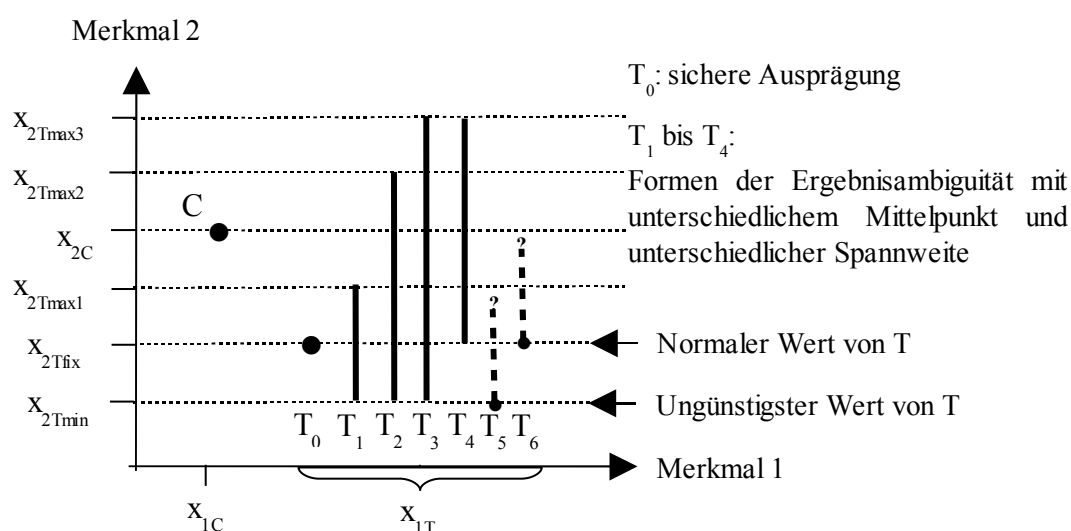 Merkmal 2
T₀: sichere Ausprägung
x₂Tmax3
T₁ bis T₄:
x₂Tmax2
Formen der Ergebnisambiguität mit
unterschiedlichem Mittelpunkt und
unterschiedlicher Spannweite
C
x₂C
?
x₂Tmax1
?
x₂Tfix
Normaler Wert von T
x₂Tmin
Ungünstigster Wert von T
T₀ T₁ T₂ T₃ T₄ T₅ T₆
Merkmal 1
x₁C
x₁T